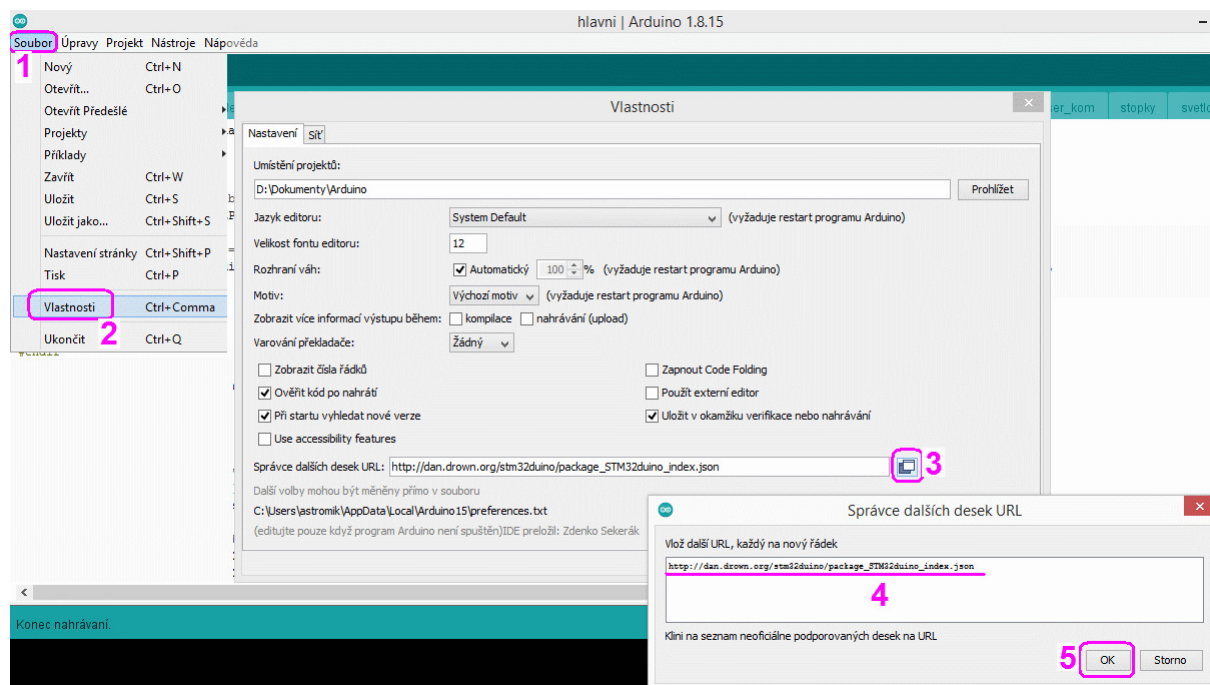 hlavni | Arduino 1.8.15
Soubor Úpravy Projekt Nástroje Nápověda
1
Nový Ctrl+N
Otevřít... Ctrl+O
Otevřít Předešlé
Projekty
Příklady
Zavřít Ctrl+W
Uložit Ctrl+S
Uložit jako... Ctrl+Shift+S
Nastavení stránky Ctrl+Shift+P
Tisk Ctrl+P
Vlastnosti Ctrl+Comma
2
Ukončit Ctrl+Q
#endif
er_kom stopky svetlo
Vlastnosti
Nastavení Síť
Umístění projektů:
D:\Dokumenty\Arduino Prohlížet
Jazyk editoru: System Default (vyžaduje restart programu Arduino)
Velikost fontu editoru: 12
Rozhraní váh: Automatický 100 % (vyžaduje restart programu Arduino)
Motiv: Výchozí motiv (vyžaduje restart programu Arduino)
Zobrazit více informací výstupu během: kompilace nahrávání (upload)
Varování překladače: Žádný
Zobrazit čísla řádků Zapnout Code Folding
Ověřit kód po nahrátí Použít externí editor
Při startu vyhledat nové verze Uložit v okamžiku verifikace nebo nahrávání
Use accessibility features
Správce dalších desek URL: http://dan.drown.org/stm32duino/package_STM32duino_index.json 3
Další volby mohou být měněny přímo v souboru
C:\Users\astromik\AppData\Local\Arduino15\preferences.txt
(editujte pouze když program Arduino není spuštěn)IDE preložil: Zdenko Sekerák
Správce dalších desek URL
Vlož další URL, každý na nový řádek
http://dan.drown.org/stm32duino/package_STM32duino_index.json
4
Klini na seznam neoficiálne podporovaných desek na URL
5 OK Storno
Konec nahrávaní.